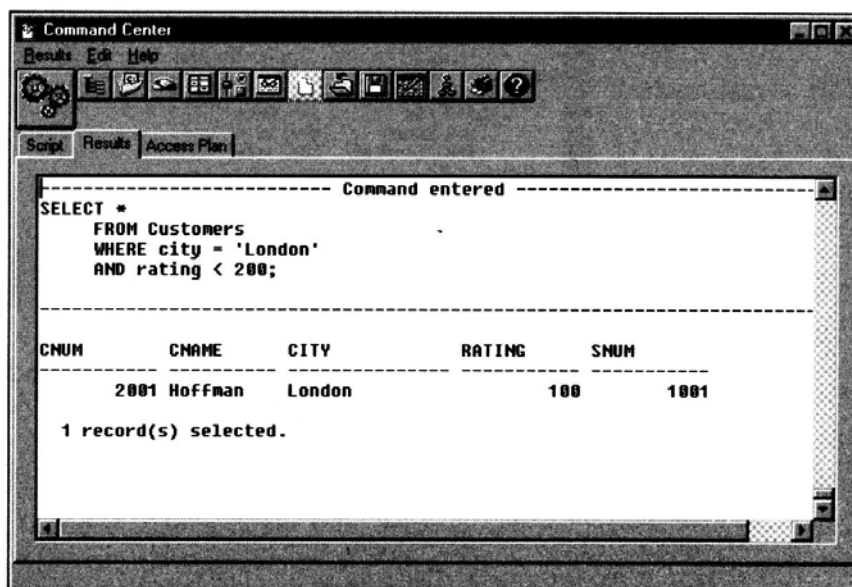 Command Center
Results Edit Help
Script Results Access Plan
------------------------------ Command entered ------------------------------
SELECT *
FROM Customers
WHERE city = 'London'
AND rating < 200;
------------------------------------------------------------------------------
CNUM CNAME CITY RATING SNUM
------------ ----------- ---------------- ------------ ------------
2001 Hoffman London 100 1001
1 record(s) selected.